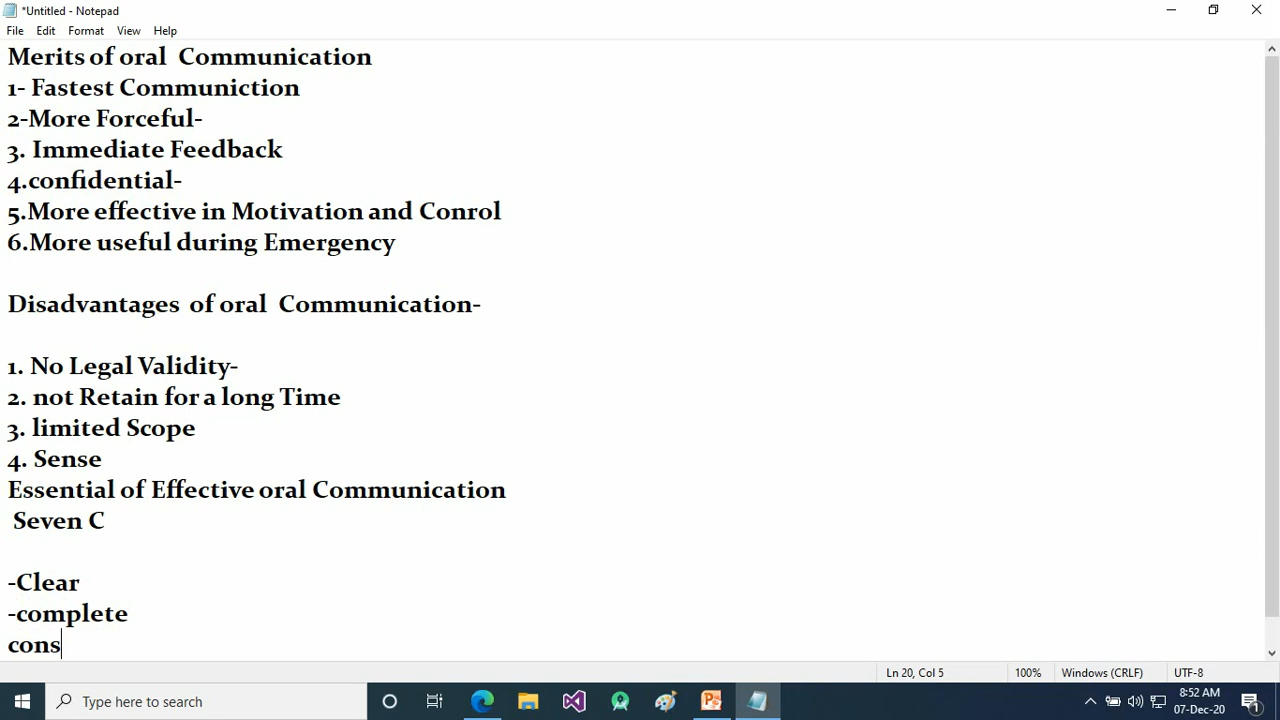 *Untitled - Notepad
File Edit Format View Help
Merits of oral  Communication
1- Fastest Communiction
2-More Forceful-
3. Immediate Feedback
4.confidential-
5.More effective in Motivation and Conrol
6.More useful during Emergency
Disadvantages  of oral  Communication-
1. No Legal Validity-
2. not Retain for a long Time
3. limited Scope
4. Sense
Essential of Effective oral Communication
Seven C
-Clear
-complete
cons
Ln 20, Col 5 100% Windows (CRLF) UTF-8
Type here to search
8:52 AM
07-Dec-20
1